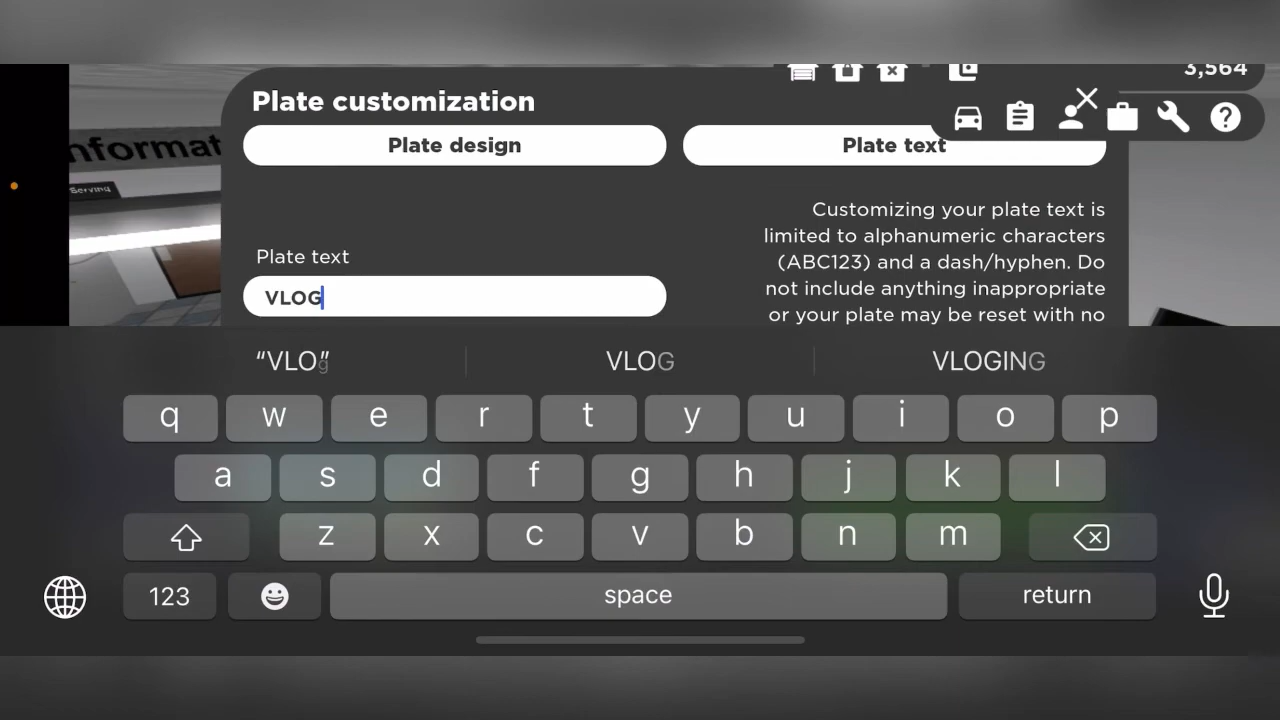 3,564
Plate customization
Plate design
Plate text
nformat
Serving
Customizing your plate text is
limited to alphanumeric characters
(ABC123) and a dash/hyphen. Do
not include anything inappropriate
or your plate may be reset with no
Plate text
VLOG
“VLOg”
VLOG
VLOGING
q w e r t y u i o p
a s d f g h j k l
z x c v b n m
123 space return